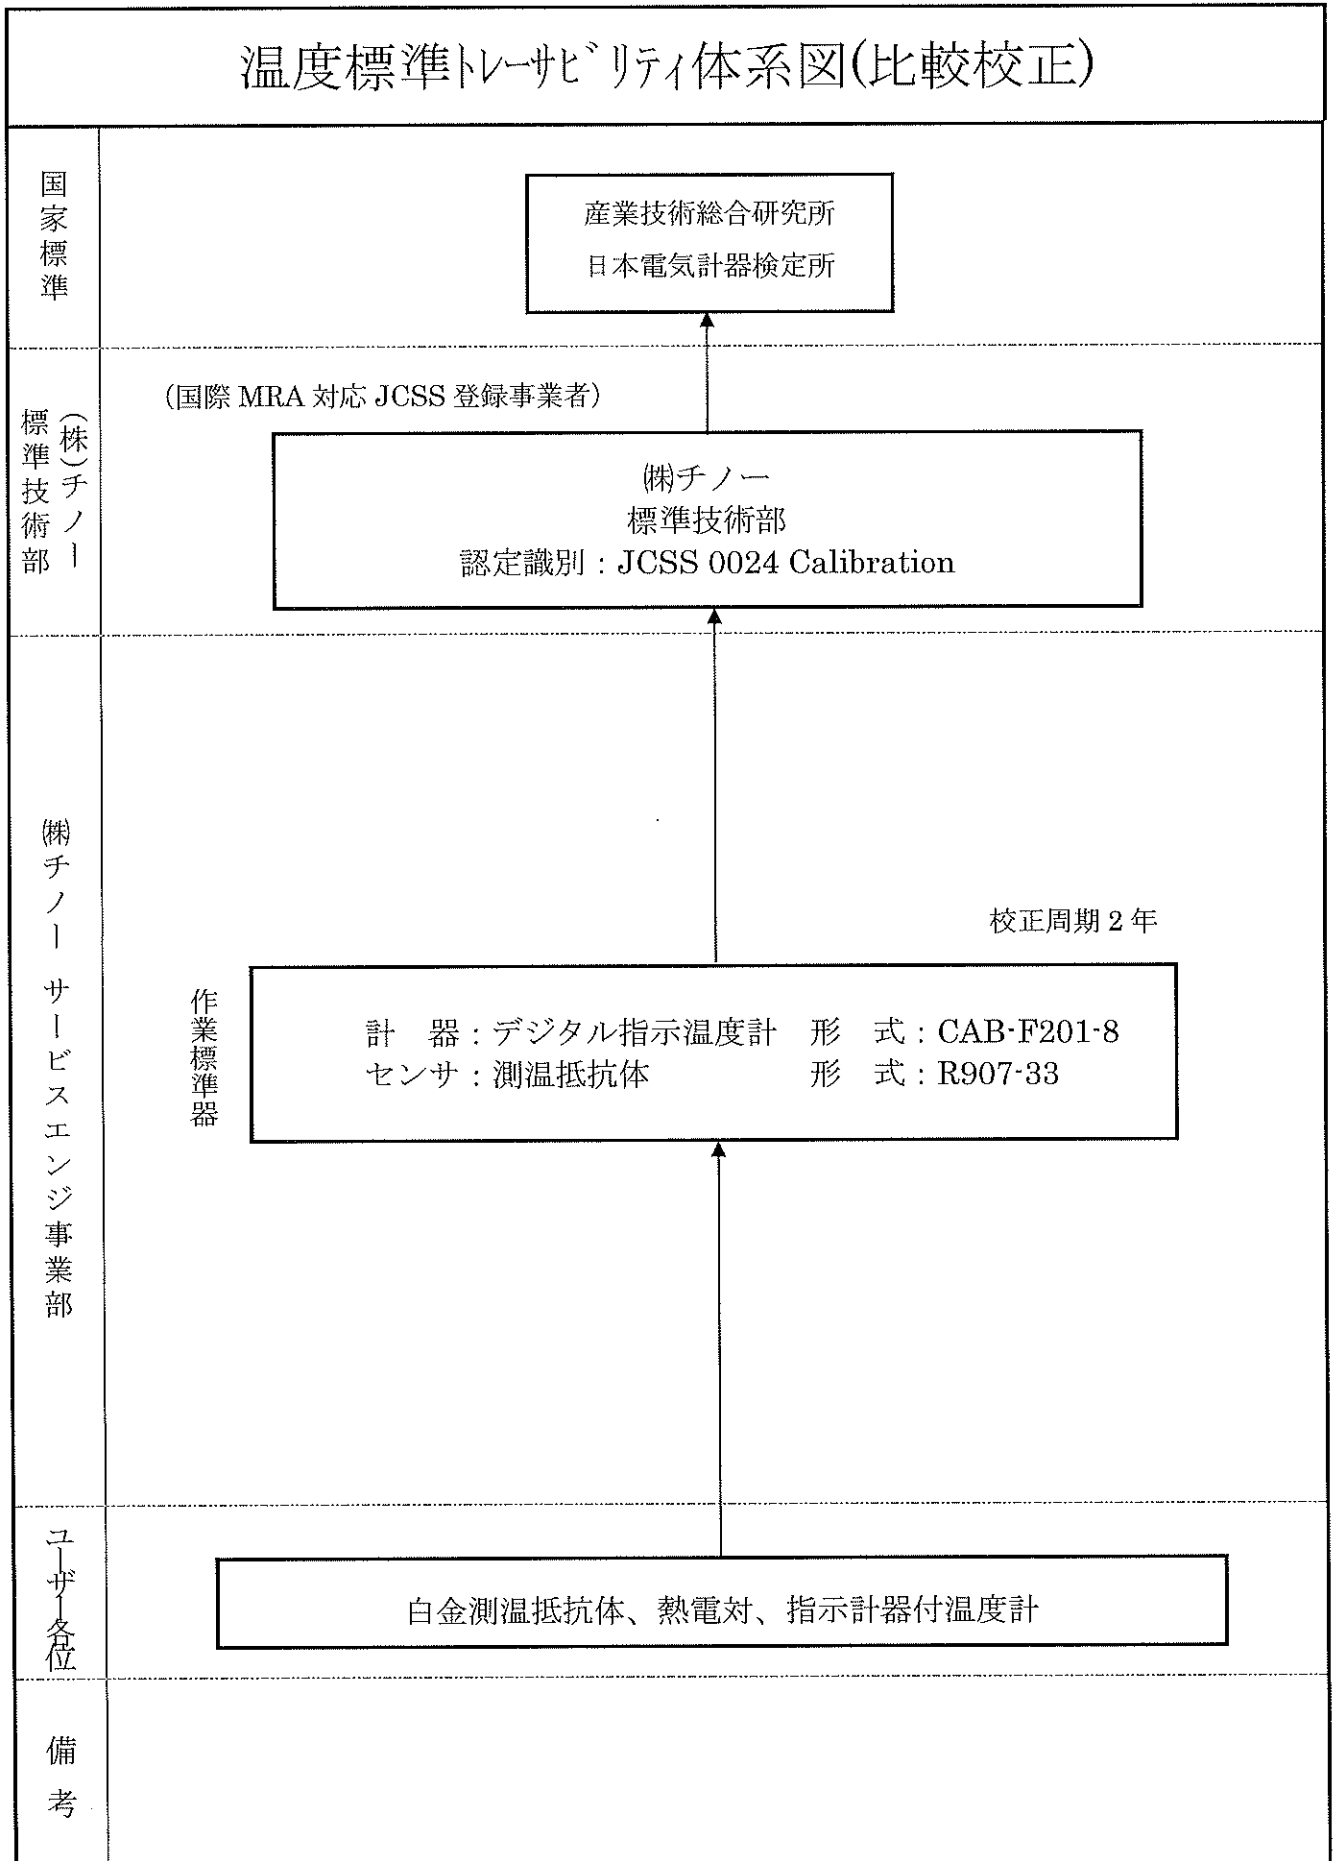 温度標準トレーサビリティ体系図(比較校正)
国家標準
産業技術総合研究所
日本電気計器検定所
(株)チノー
標準技術部
(国際 MRA 対応 JCSS 登録事業者)
㈱チノー
標準技術部
認定識別：JCSS 0024 Calibration
㈱チノー サービスエンジ事業部
校正周期 2 年
作業標準器
計　器：デジタル指示温度計　形　式：CAB-F201-8
センサ：測温抵抗体　形　式：R907-33
ユーザー各位
白金測温抵抗体、熱電対、指示計器付温度計
備考